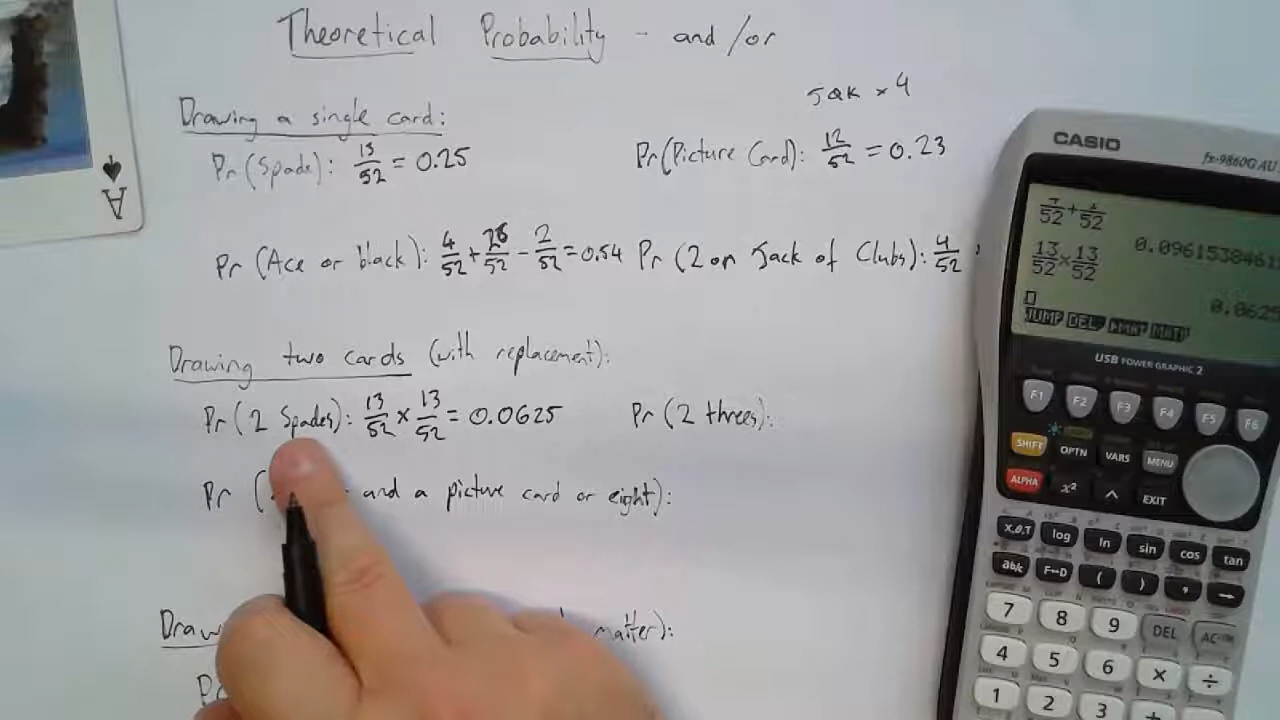 Theoretical Probability - and/or
JQK × 4
Drawing a single card:
Pr (Spade): 13/52 = 0.25
Pr (Picture Card): 12/52 = 0.23
Pr (Ace or black): 4/52 + 26/52 - 2/52 = 0.54
Pr (2 or Jack of Clubs): 4/52
Drawing two cards (with replacement):
Pr (2 Spades): 13/52 × 13/52 = 0.0625
Pr (2 threes):
Pr ( and a picture card or eight):
matter):
A
CASIO
fx-9860G AU
52 + 52
0.096153846
13/52 × 13/52
0.0625
JUMP DEL MAT MATH
USB POWER GRAPHIC 2
F1 F2 F3 F4 F5 F6
SHIFT OPTN VARS MENU
ALPHA x² ^ EXIT
X,θ,T log ln sin cos tan
ab/c F↔D ( ) , →
7 8 9 DEL AC/ON
4 5 6 × ÷
1 2 3 +